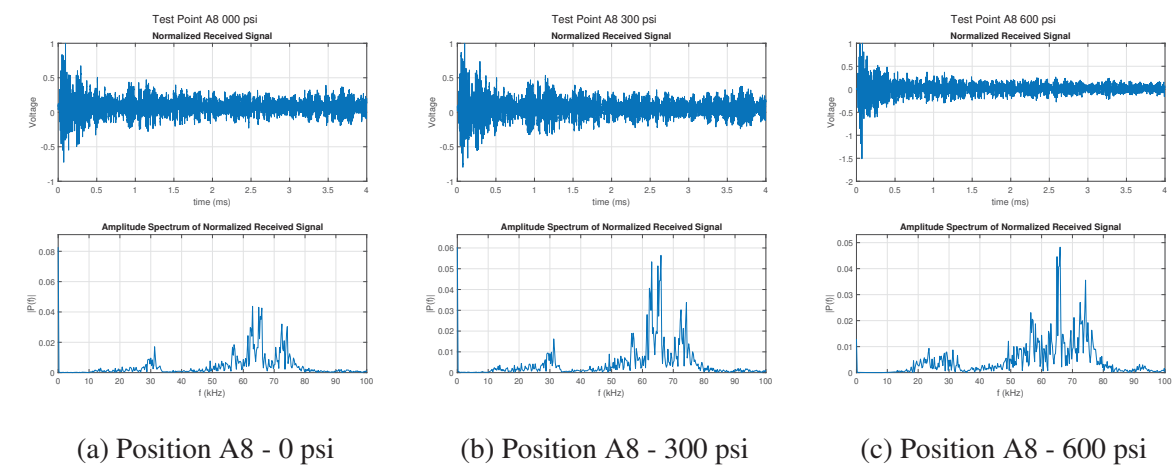 Test Point A8 000 psi
Normalized Received Signal
1
0.5
0
-0.5
-1
Voltage
0 0.5 1 1.5 2 2.5 3 3.5 4
time (ms)
Amplitude Spectrum of Normalized Received Signal
0.08
0.06
0.04
0.02
0
|P(f)|
0 10 20 30 40 50 60 70 80 90 100
f (kHz)
(a) Position A8 - 0 psi
Test Point A8 300 psi
Normalized Received Signal
1
0.5
0
-0.5
-1
Voltage
0 0.5 1 1.5 2 2.5 3 3.5 4
time (ms)
Amplitude Spectrum of Normalized Received Signal
0.06
0.05
0.04
0.03
0.02
0.01
0
|P(f)|
0 10 20 30 40 50 60 70 80 90 100
f (kHz)
(b) Position A8 - 300 psi
Test Point A8 600 psi
Normalized Received Signal
1
0.5
0
-0.5
-1
-1.5
-2
Voltage
0 0.5 1 1.5 2 2.5 3 3.5 4
time (ms)
Amplitude Spectrum of Normalized Received Signal
0.05
0.04
0.03
0.02
0.01
0
|P(f)|
0 10 20 30 40 50 60 70 80 90 100
f (kHz)
(c) Position A8 - 600 psi